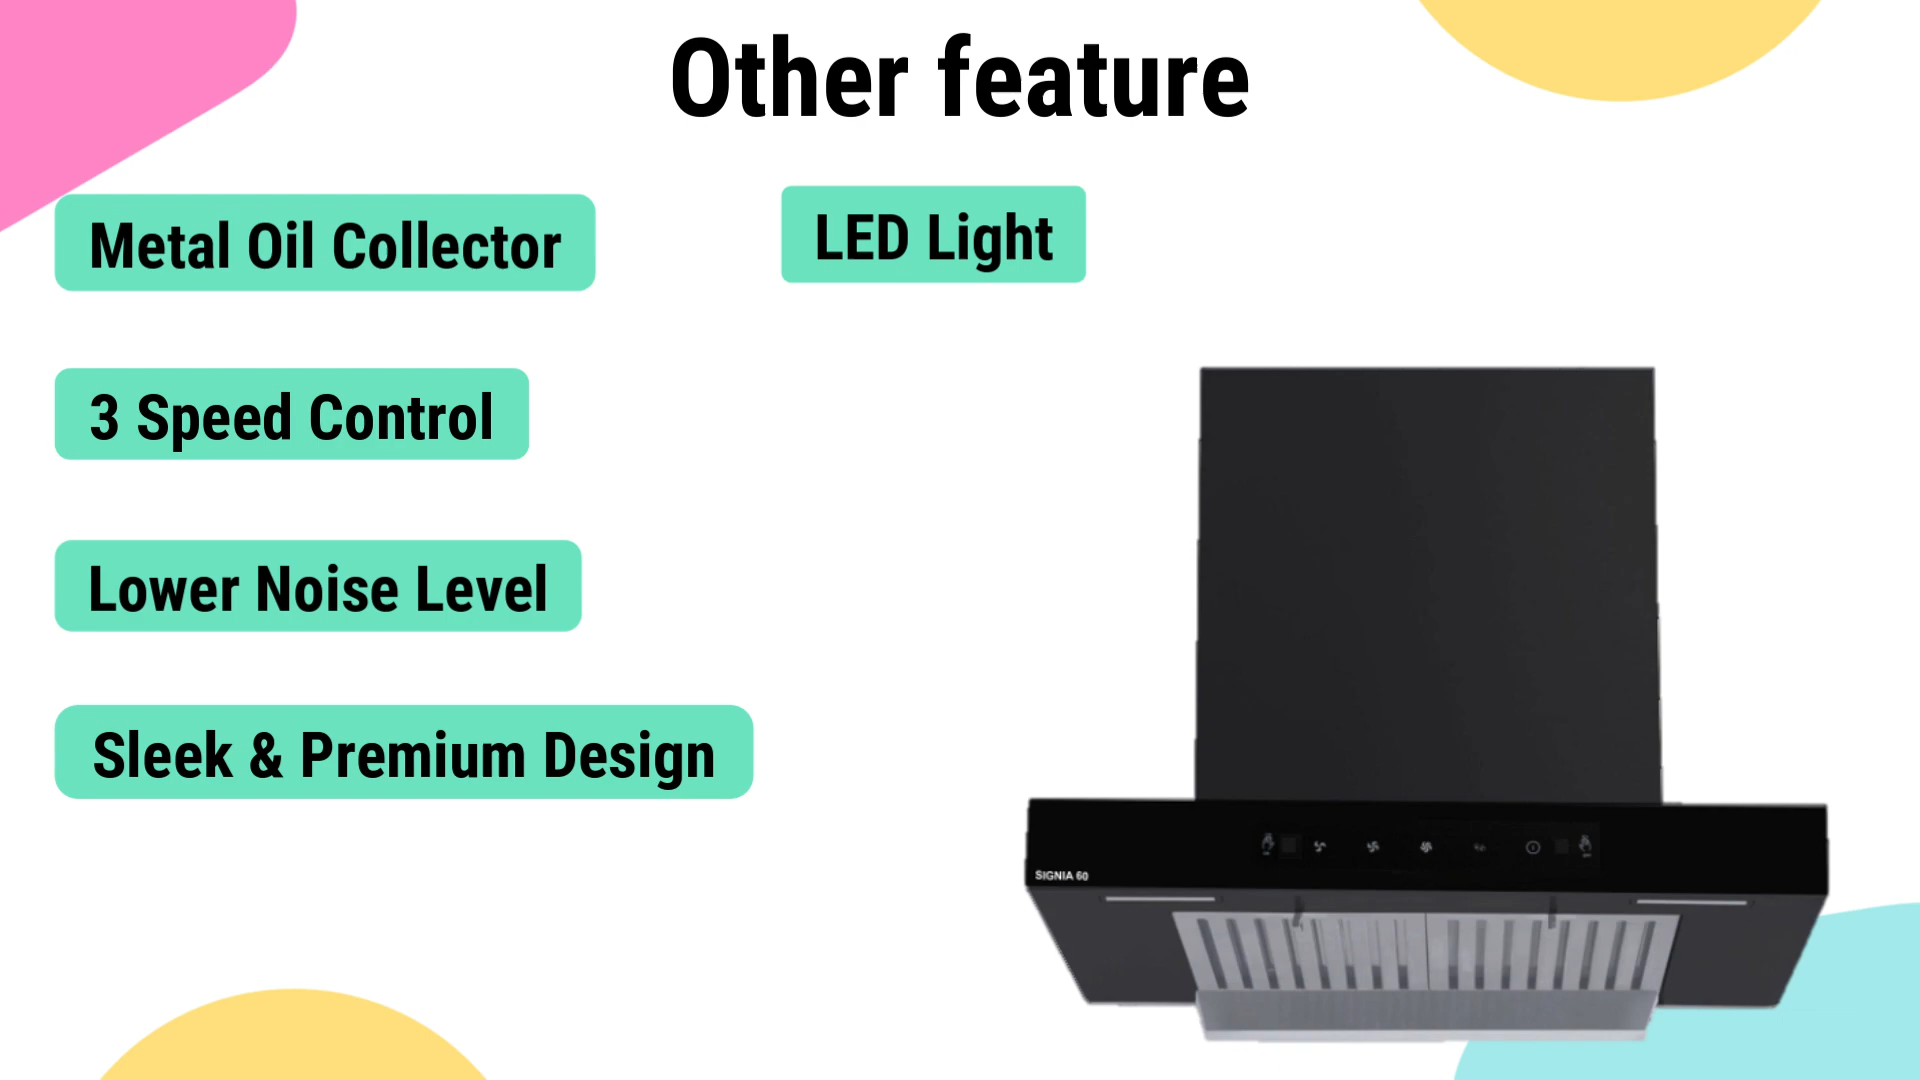 Other feature
Metal Oil Collector
LED Light
3 Speed Control
Lower Noise Level
Sleek & Premium Design
SIGNIA 60